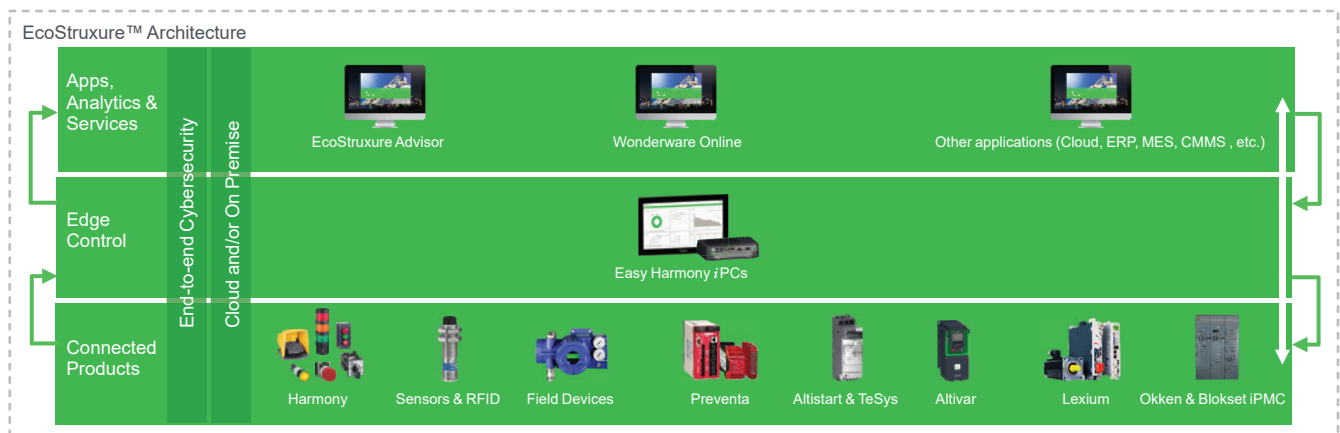 EcoStruxure™ Architecture
Apps,
Analytics &
Services
End-to-end Cybersecurity
Cloud and/or On Premise
EcoStruxure Advisor
Wonderware Online
Other applications (Cloud, ERP, MES, CMMS , etc.)
Edge
Control
Easy Harmony iPCs
Connected
Products
Harmony
Sensors & RFID
Field Devices
Preventa
Altistart & TeSys
Altivar
Lexium
Okken & Blokset iPMC